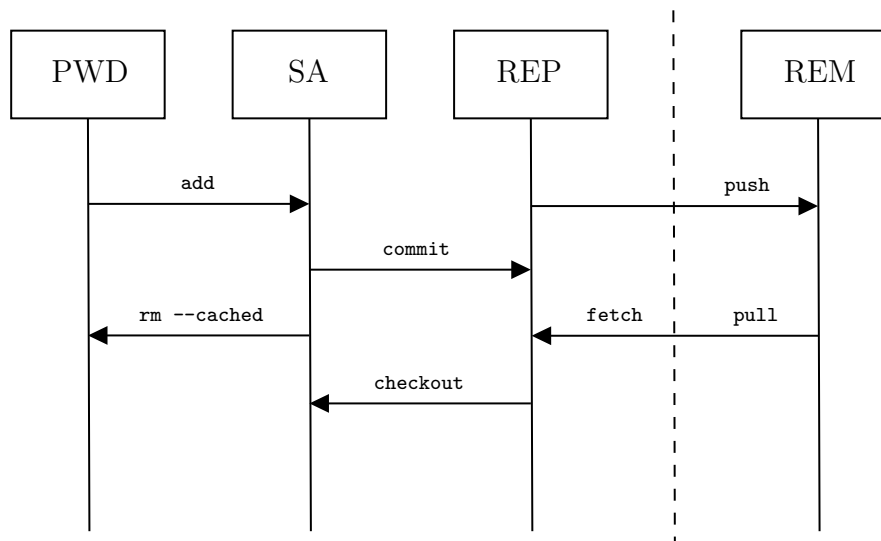 PWD SA REP REM
add push
commit
rm --cached fetch pull
checkout